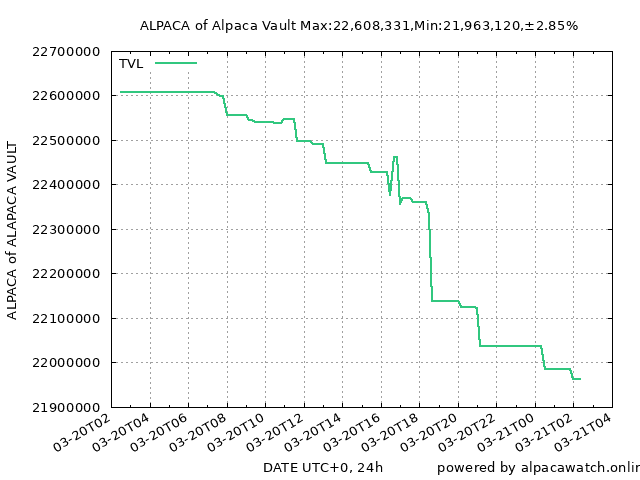 ALPACA of Alpaca Vault Max:22,608,331,Min:21,963,120,±2.85%
TVL
ALPACA of ALAPACA VAULT
22700000
22600000
22500000
22400000
22300000
22200000
22100000
22000000
21900000
03-20T02
03-20T04
03-20T06
03-20T08
03-20T10
03-20T12
03-20T14
03-20T16
03-20T18
03-20T20
03-20T22
03-21T00
03-21T02
03-21T04
DATE UTC+0, 24h
powered by alpacawatch.onlin